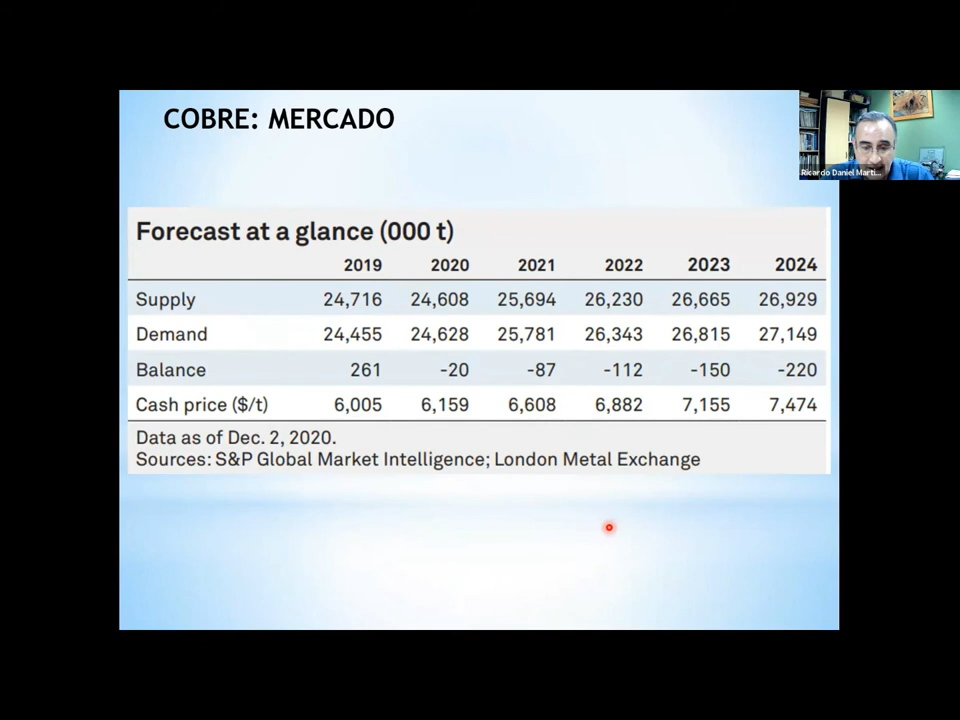 COBRE: MERCADO
Ricardo Daniel Marti...
Forecast at a glance (000 t)
2019 2020 2021 2022 2023 2024
Supply 24,716 24,608 25,694 26,230 26,665 26,929
Demand 24,455 24,628 25,781 26,343 26,815 27,149
Balance 261 -20 -87 -112 -150 -220
Cash price ($/t) 6,005 6,159 6,608 6,882 7,155 7,474
Data as of Dec. 2, 2020.
Sources: S&P Global Market Intelligence; London Metal Exchange